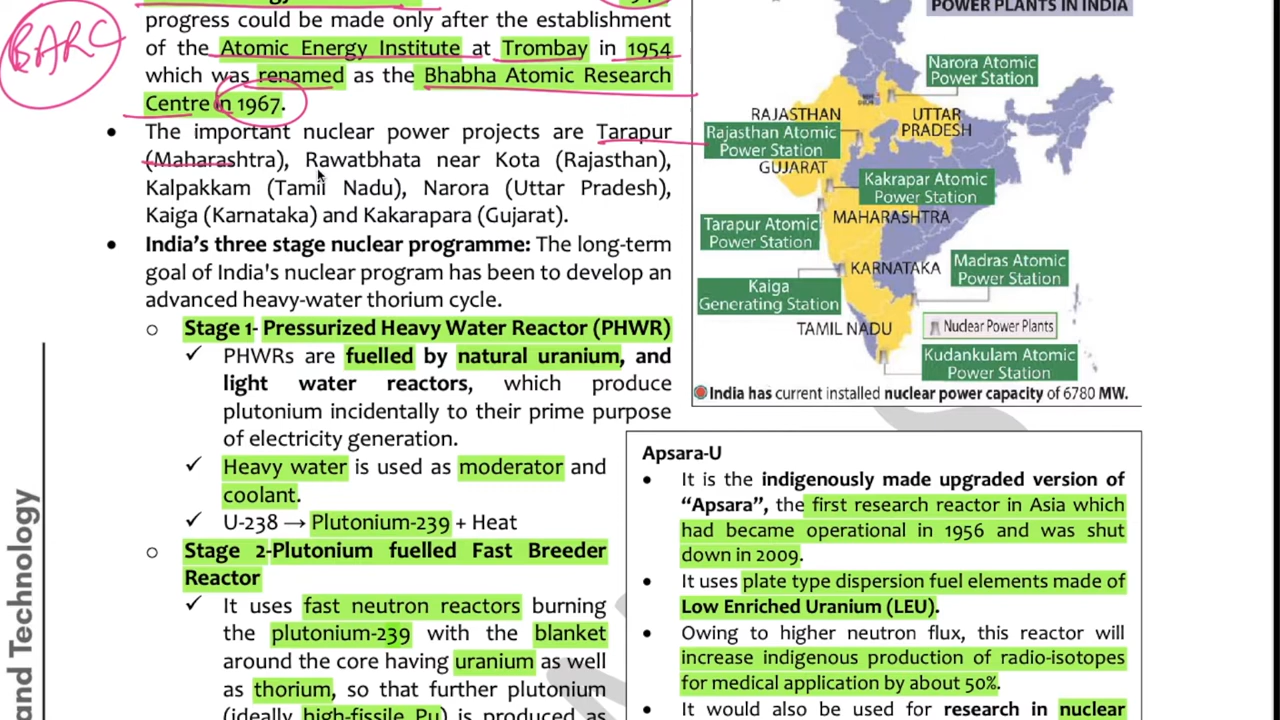 POWER PLANTS IN INDIA
BARC
progress could be made only after the establishment
of the Atomic Energy Institute at Trombay in 1954
which was renamed as the Bhabha Atomic Research
Centre in 1967.
• The important nuclear power projects are Tarapur
(Maharashtra), Rawatbhata near Kota (Rajasthan),
Kalpakkam (Tamil Nadu), Narora (Uttar Pradesh),
Kaiga (Karnataka) and Kakarapara (Gujarat).
• India's three stage nuclear programme: The long-term
goal of India's nuclear program has been to develop an
advanced heavy-water thorium cycle.
o Stage 1- Pressurized Heavy Water Reactor (PHWR)
✓ PHWRs are fuelled by natural uranium, and
light water reactors, which produce
plutonium incidentally to their prime purpose
of electricity generation.
✓ Heavy water is used as moderator and
coolant.
✓ U-238 → Plutonium-239 + Heat
o Stage 2-Plutonium fuelled Fast Breeder
Reactor
✓ It uses fast neutron reactors burning
the plutonium-239 with the blanket
around the core having uranium as well
as thorium, so that further plutonium
(ideally high-fissile Pu) is produced as
Narora Atomic
Power Station
RAJASTHAN
UTTAR
PRADESH
Rajasthan Atomic
Power Station
GUJARAT
Kakrapar Atomic
Power Station
Tarapur Atomic
Power Station
MAHARASHTRA
KARNATAKA
Madras Atomic
Power Station
Kaiga
Generating Station
TAMIL NADU
Nuclear Power Plants
Kudankulam Atomic
Power Station
India has current installed nuclear power capacity of 6780 MW.
Apsara-U
• It is the indigenously made upgraded version of
“Apsara”, the first research reactor in Asia which
had became operational in 1956 and was shut
down in 2009.
• It uses plate type dispersion fuel elements made of
Low Enriched Uranium (LEU).
• Owing to higher neutron flux, this reactor will
increase indigenous production of radio-isotopes
for medical application by about 50%.
• It would also be used for research in nuclear
and Technology